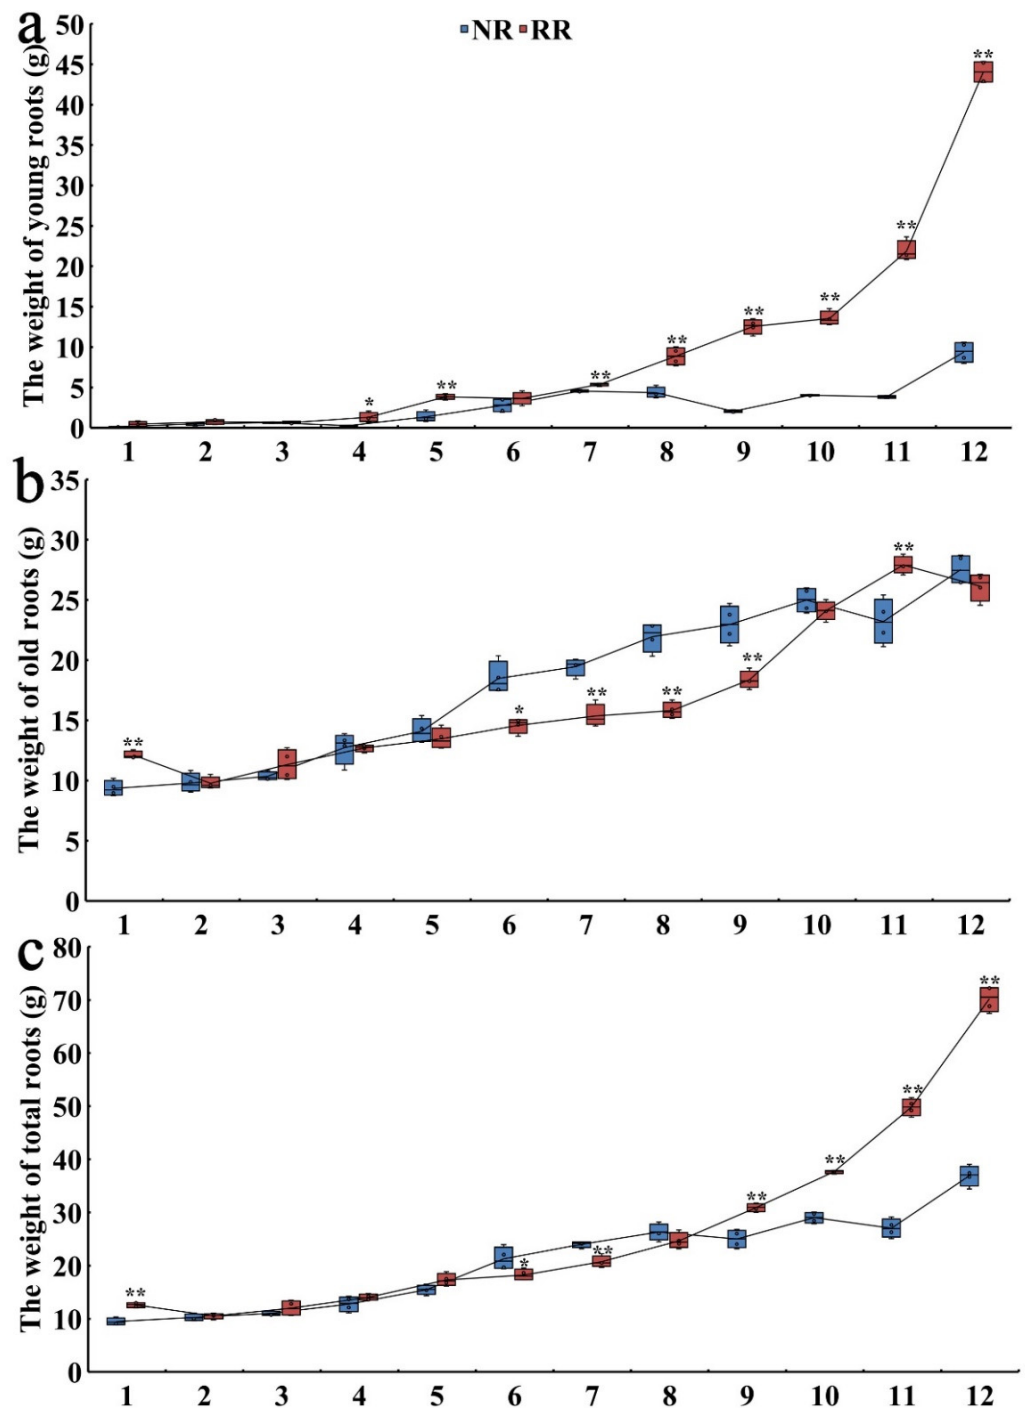 a
NR RR
The weight of young roots (g)
50
45
40
35
30
25
20
15
10
5
0
* ** ** ** ** ** ** **
1 2 3 4 5 6 7 8 9 10 11 12
b
The weight of old roots (g)
35
30
25
20
15
10
5
0
** * ** ** ** **
1 2 3 4 5 6 7 8 9 10 11 12
c
The weight of total roots (g)
80
70
60
50
40
30
20
10
0
** * ** ** ** ** **
1 2 3 4 5 6 7 8 9 10 11 12